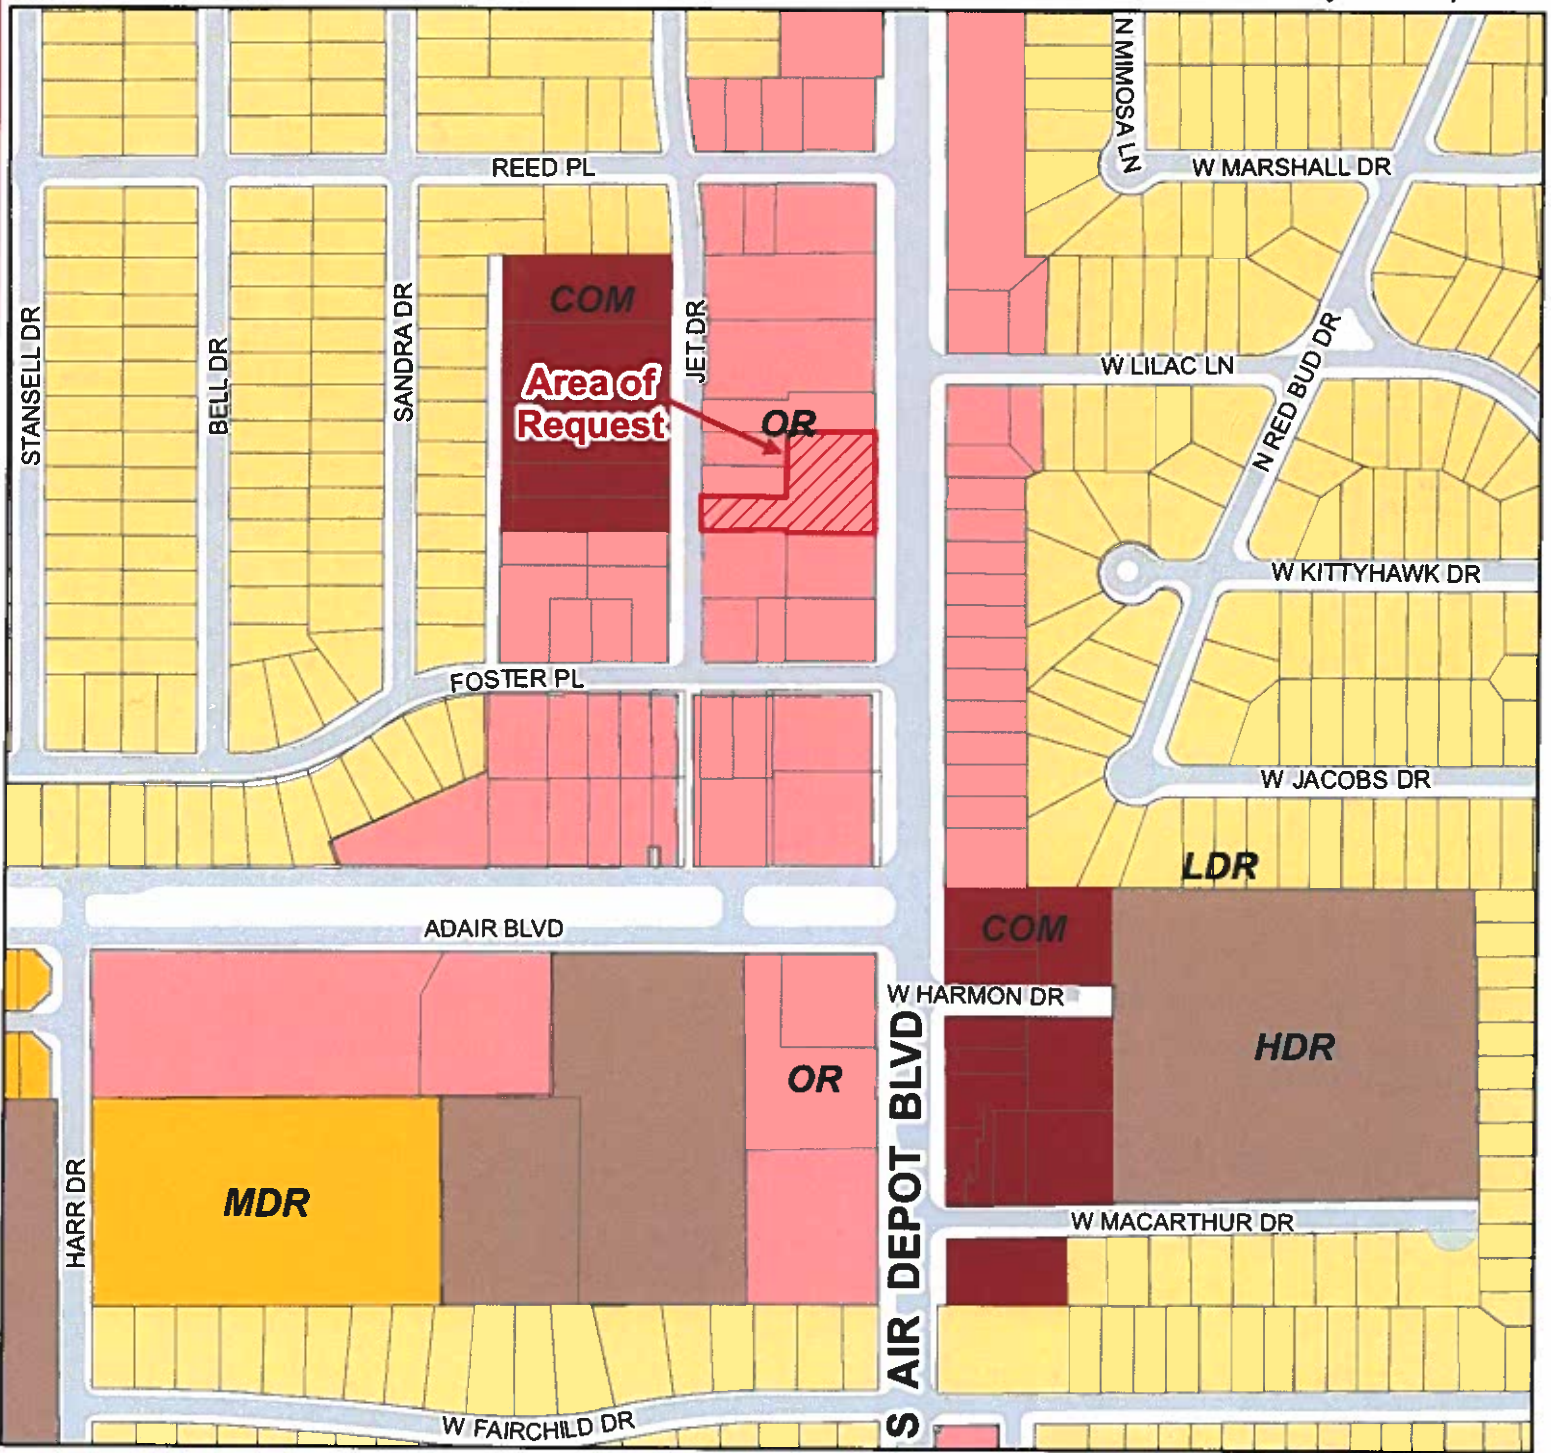 N MIMOSA LN
REED PL
W MARSHALL DR
COM
STANSELL DR
BELL DR
SANDRA DR
JET DR
Area of
Request
OR
W LILAC LN
N RED BUD DR
W KITTYHAWK DR
FOSTER PL
W JACOBS DR
LDR
ADAIR BLVD
COM
W HARMON DR
HDR
OR
MDR
HARR DR
S AIR DEPOT BLVD
W MACARTHUR DR
W FAIRCHILD DR